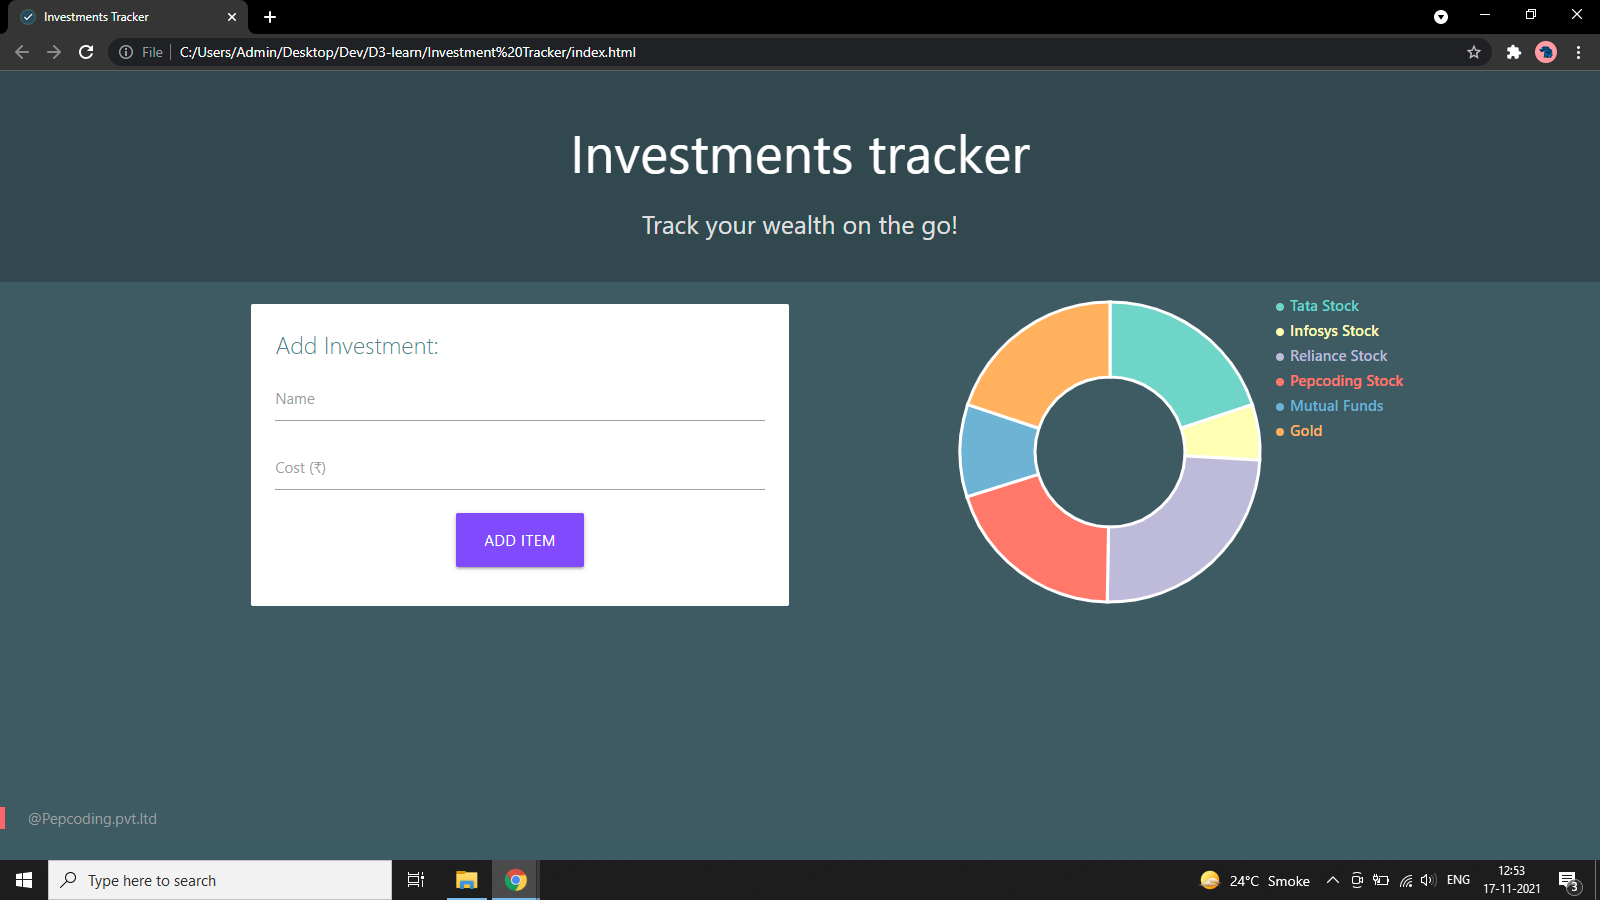 Investments Tracker
File
C:/Users/Admin/Desktop/Dev/D3-learn/Investment%20Tracker/index.html
Investments tracker
Track your wealth on the go!
Add Investment:
Name
Cost (₹)
ADD ITEM
Tata Stock
Infosys Stock
Reliance Stock
Pepcoding Stock
Mutual Funds
Gold
@Pepcoding.pvt.ltd
Type here to search
24°C Smoke
ENG
12:53
17-11-2021
3